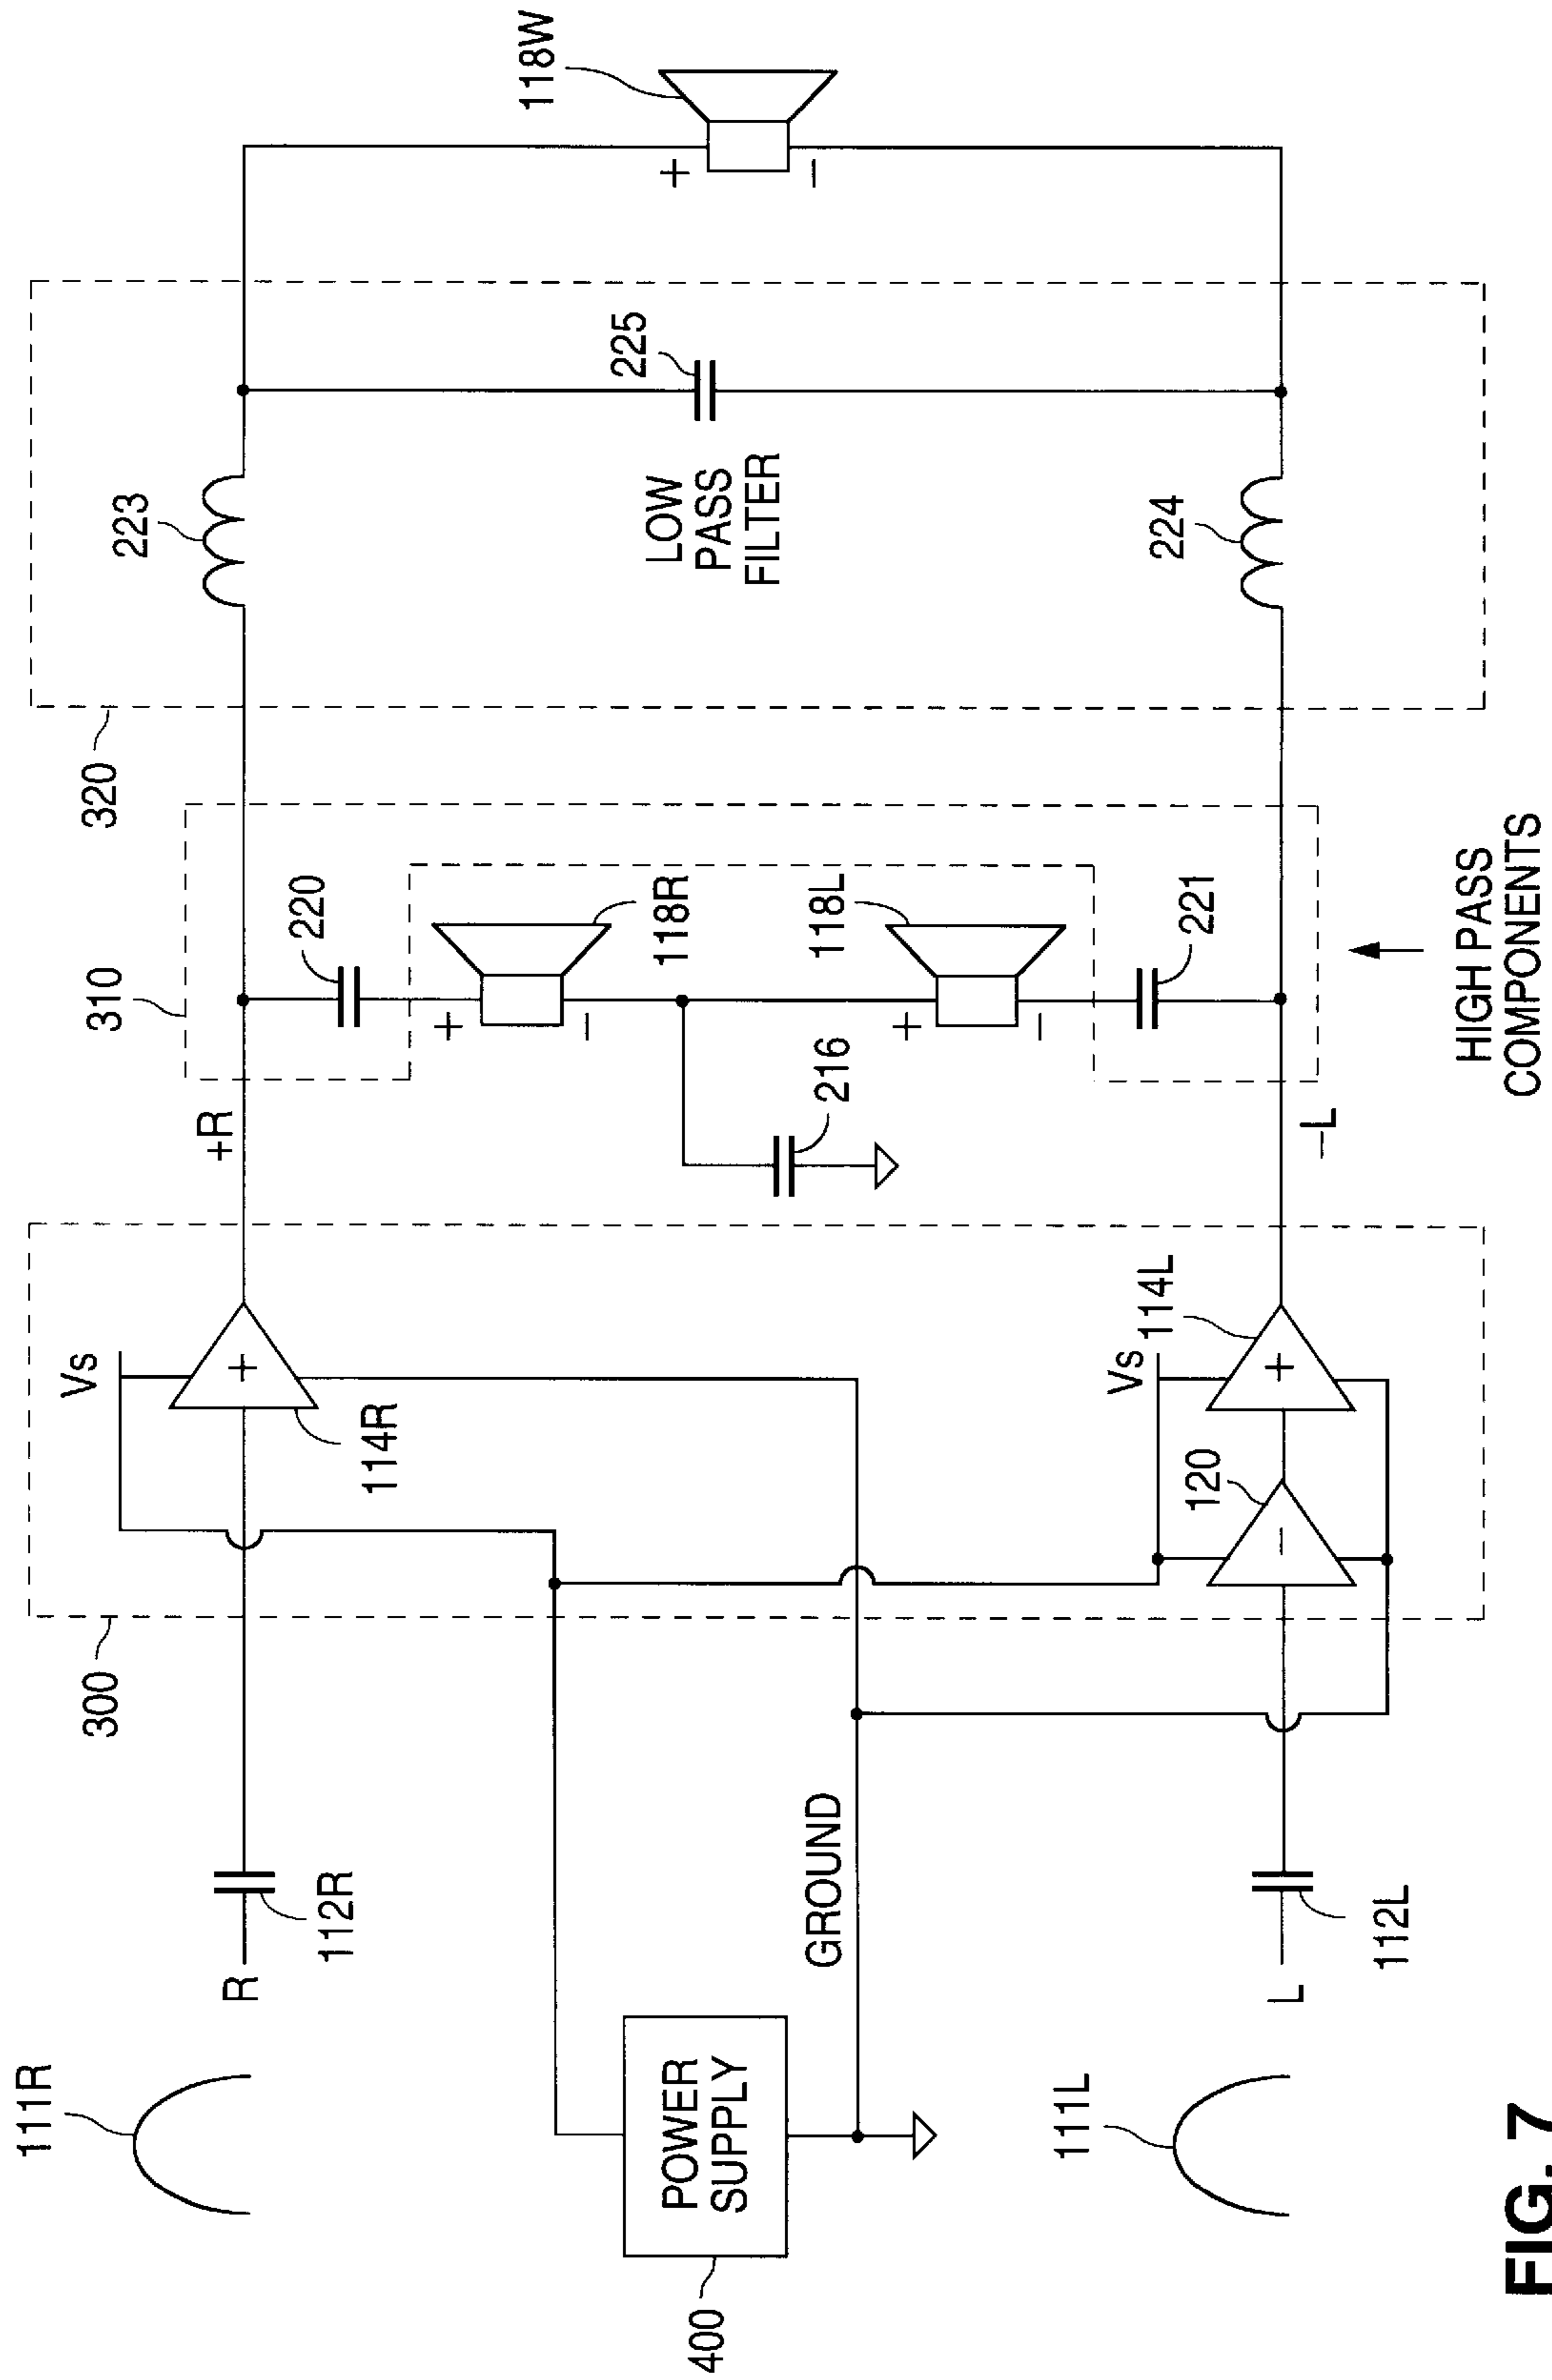 111R
R
112R
300
Vs
114R
+
+R
310
220
+
−
118R
320
223
118W
+
−
225
LOW
PASS
FILTER
216
118L
+
−
221
400
POWER
SUPPLY
GROUND
111L
L
112L
120
−
Vs
114L
+
−L
224
HIGH PASS
COMPONENTS
FIG. 7